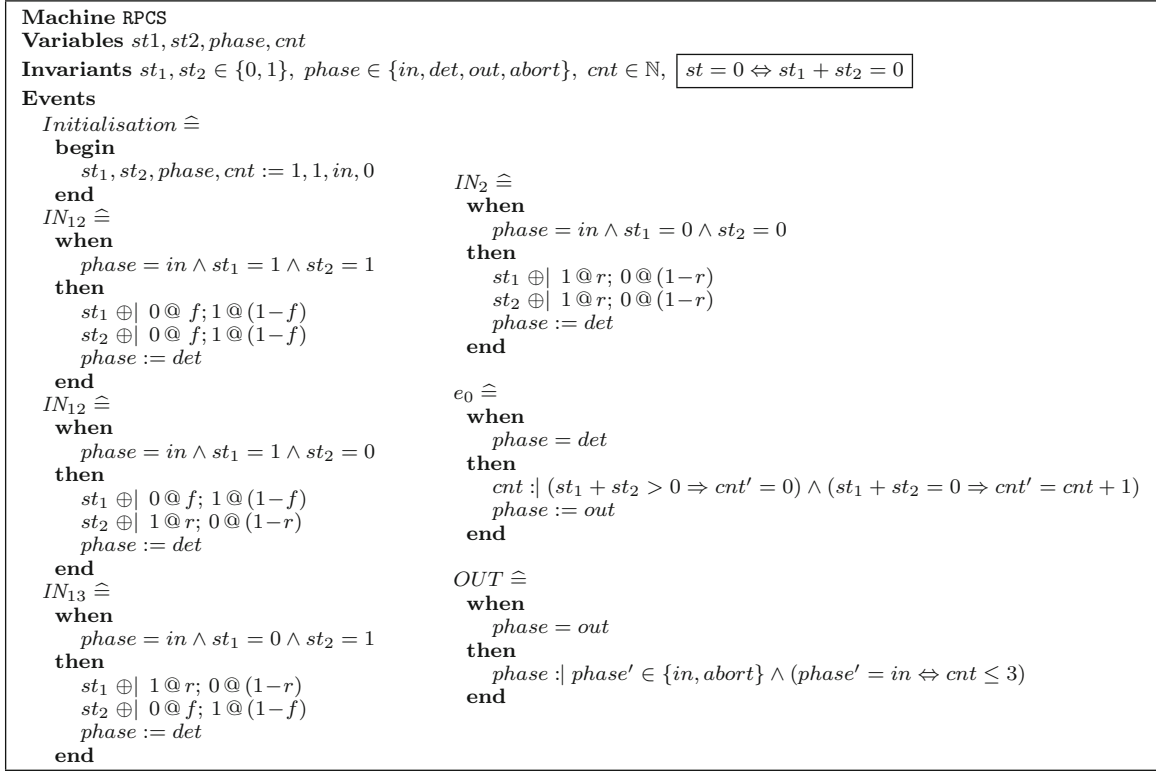 Machine RPCS
Variables st1, st2, phase, cnt
Invariants st₁, st₂ ∈ {0, 1}, phase ∈ {in, det, out, abort}, cnt ∈ ℕ, st = 0 ⇔ st₁ + st₂ = 0
Events
Initialisation ≙
begin
st₁, st₂, phase, cnt := 1, 1, in, 0
end
IN₁₂ ≙
when
phase = in ∧ st₁ = 1 ∧ st₂ = 1
then
st₁ ⊕| 0 @ f; 1 @ (1−f)
st₂ ⊕| 0 @ f; 1 @ (1−f)
phase := det
end
IN₁₂ ≙
when
phase = in ∧ st₁ = 1 ∧ st₂ = 0
then
st₁ ⊕| 0 @ f; 1 @ (1−f)
st₂ ⊕| 1 @ r; 0 @ (1−r)
phase := det
end
IN₁₃ ≙
when
phase = in ∧ st₁ = 0 ∧ st₂ = 1
then
st₁ ⊕| 1 @ r; 0 @ (1−r)
st₂ ⊕| 0 @ f; 1 @ (1−f)
phase := det
end
IN₂ ≙
when
phase = in ∧ st₁ = 0 ∧ st₂ = 0
then
st₁ ⊕| 1 @ r; 0 @ (1−r)
st₂ ⊕| 1 @ r; 0 @ (1−r)
phase := det
end
e₀ ≙
when
phase = det
then
cnt :| (st₁ + st₂ > 0 ⇒ cnt′ = 0) ∧ (st₁ + st₂ = 0 ⇒ cnt′ = cnt + 1)
phase := out
end
OUT ≙
when
phase = out
then
phase :| phase′ ∈ {in, abort} ∧ (phase′ = in ⇔ cnt ≤ 3)
end